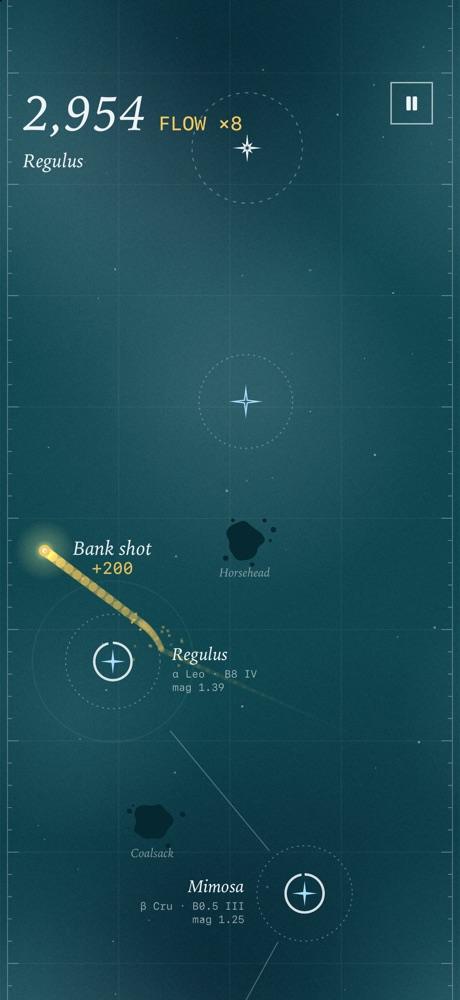 2,954 FLOW ×8
Regulus
Bank shot
+200
Horsehead
Regulus
α Leo · B8 IV
mag 1.39
Coalsack
Mimosa
β Cru · B0.5 III
mag 1.25